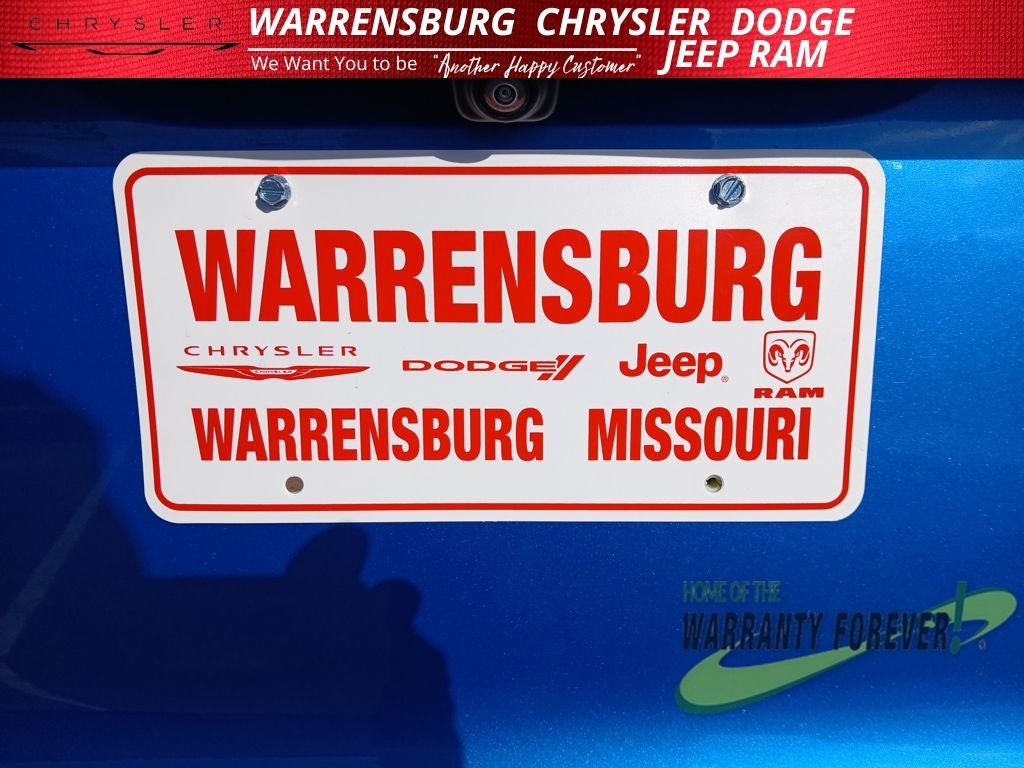 CHRYSLER
WARRENSBURG CHRYSLER DODGE
JEEP RAM
We Want You to be "Another Happy Customer"
WARRENSBURG
CHRYSLER
CHRYSLER
DODGE
Jeep®
RAM
WARRENSBURG MISSOURI
HOME OF THE
WARRANTY FOREVER!®